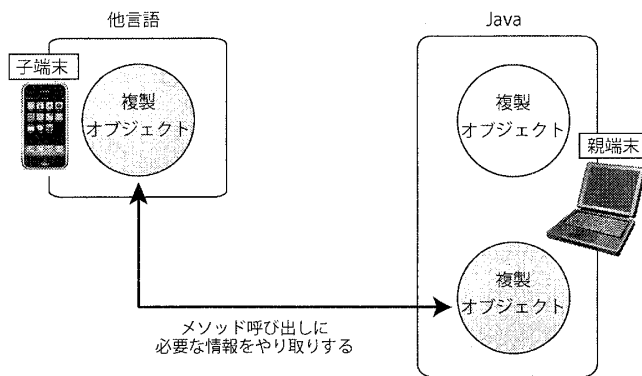 他言語
子端末
複製
オブジェクト
Java
複製
オブジェクト
親端末
複製
オブジェクト
メソッド呼び出しに
必要な情報をやり取りする